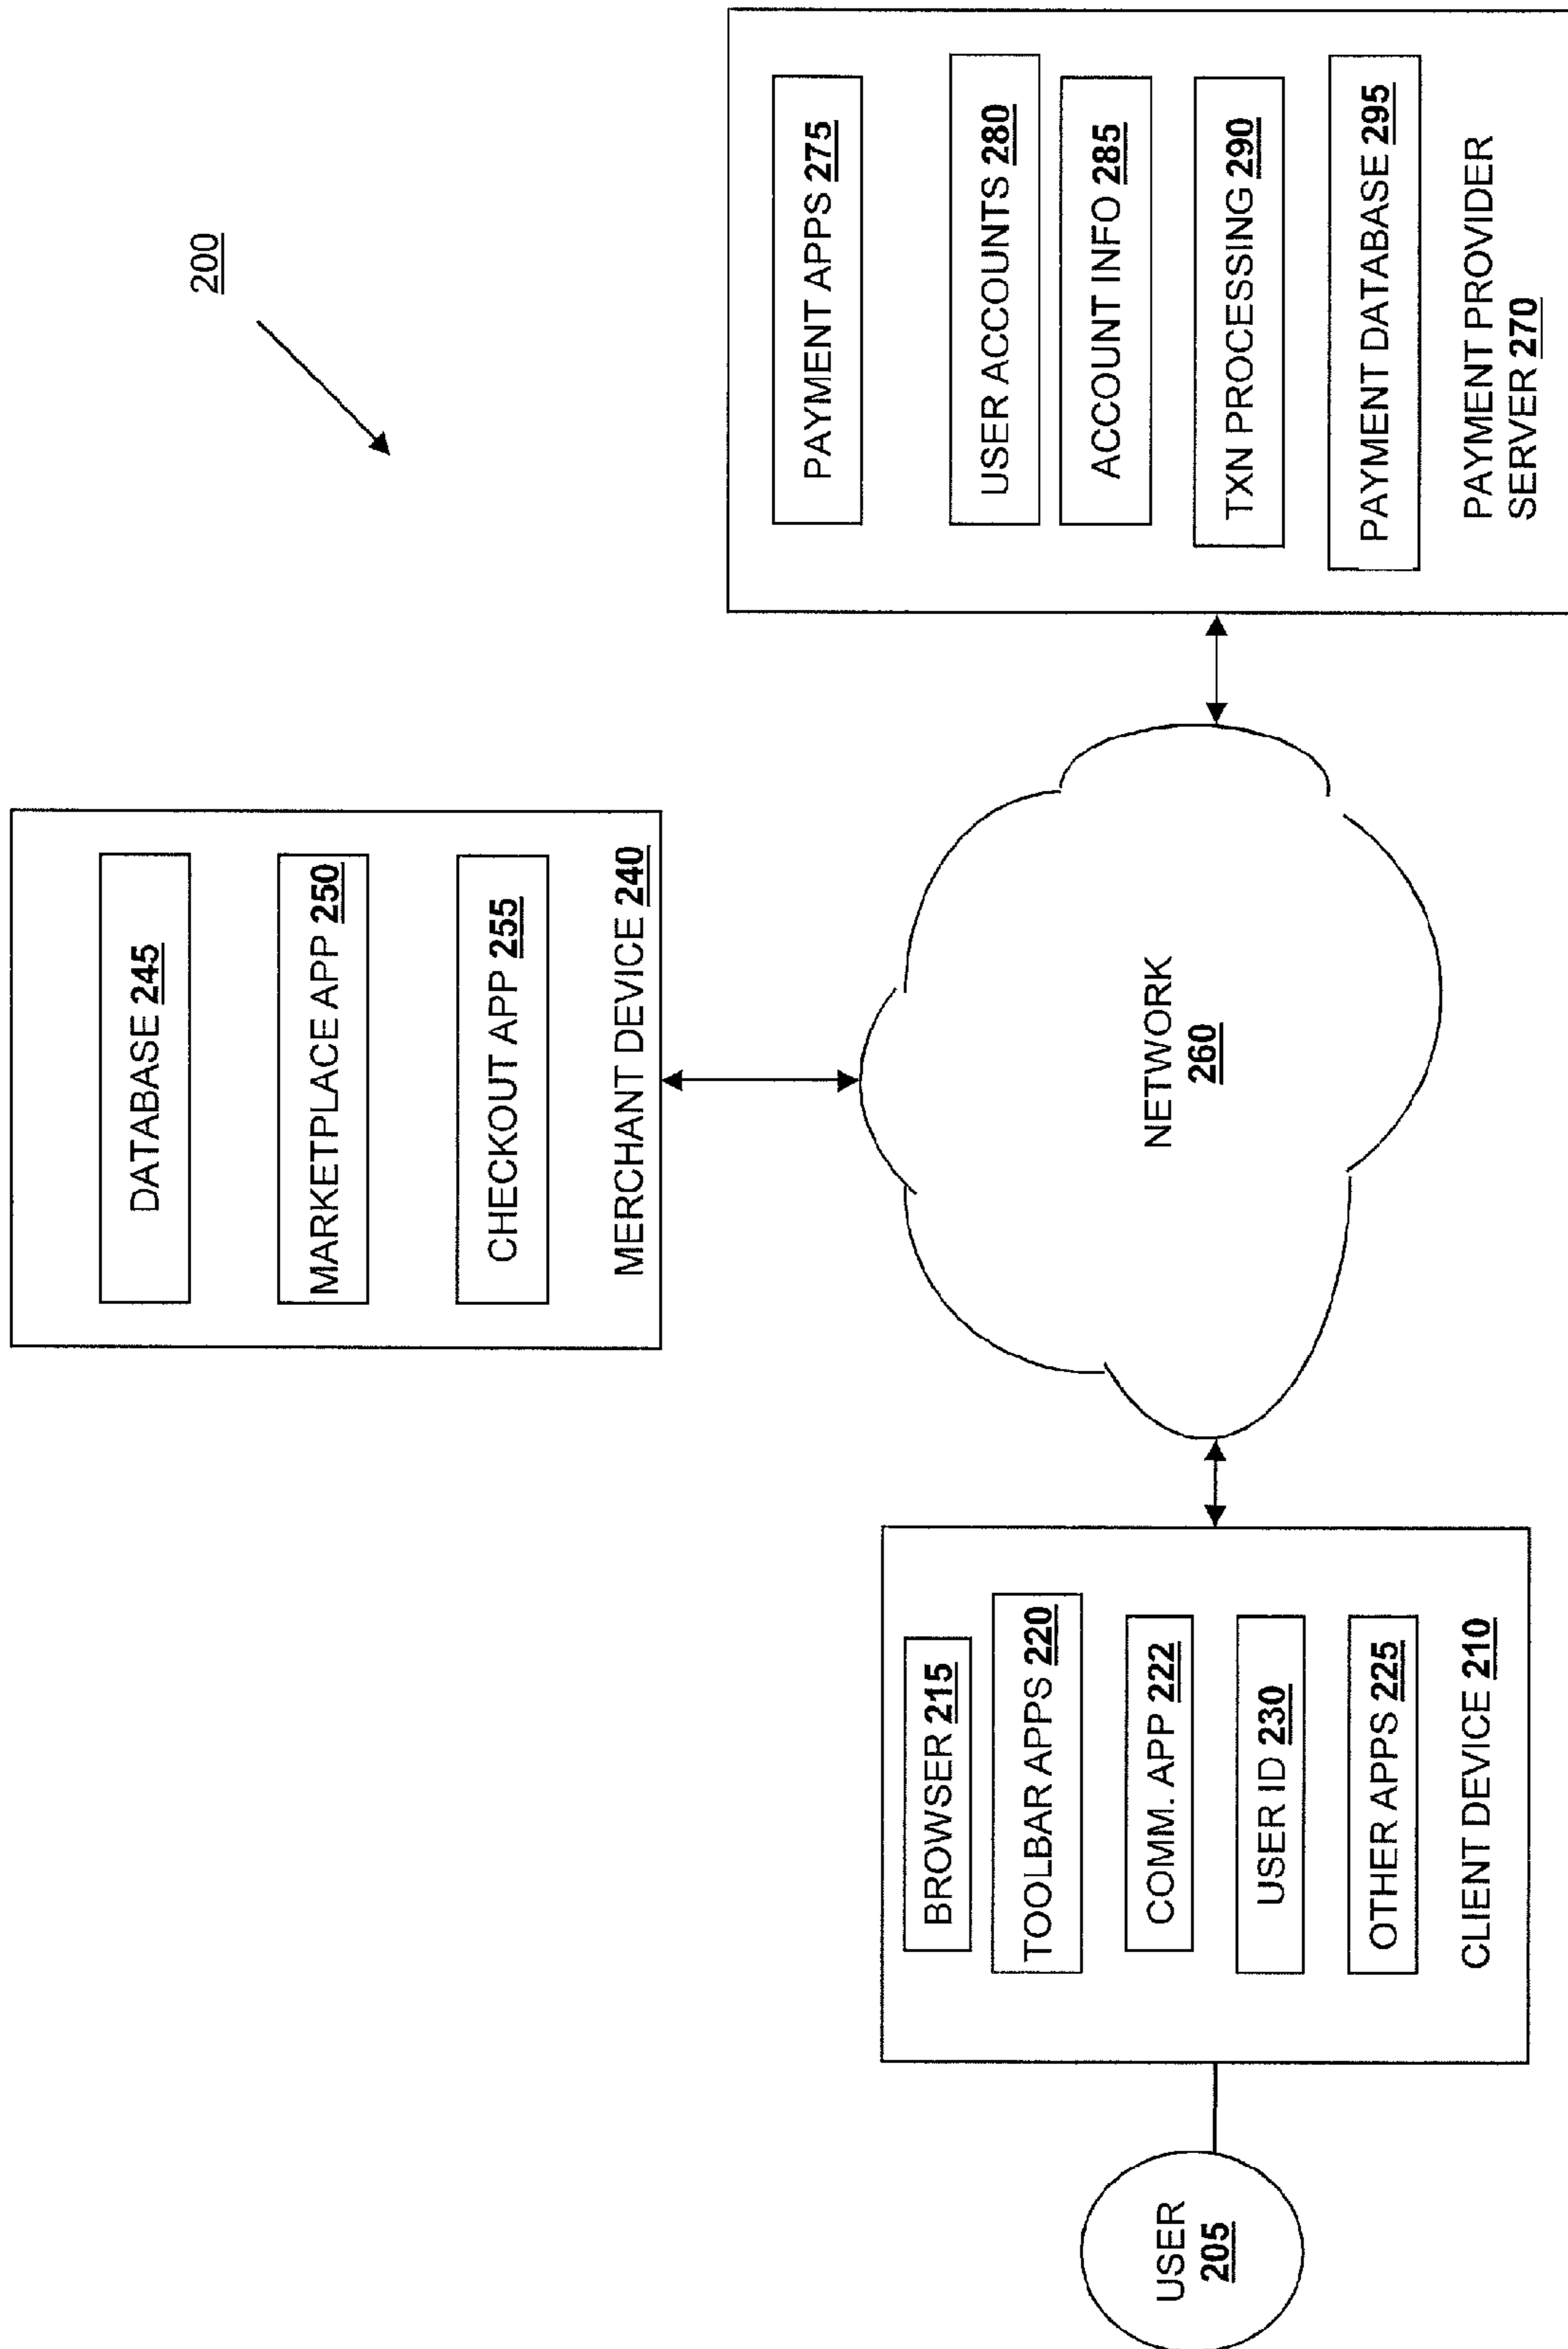 200
DATABASE 245
MARKETPLACE APP 250
CHECKOUT APP 255
MERCHANT DEVICE 240
USER
205
BROWSER 215
TOOLBAR APPS 220
COMM. APP 222
USER ID 230
OTHER APPS 225
CLIENT DEVICE 210
NETWORK
260
PAYMENT APPS 275
USER ACCOUNTS 280
ACCOUNT INFO 285
TXN PROCESSING 290
PAYMENT DATABASE 295
PAYMENT PROVIDER
SERVER 270